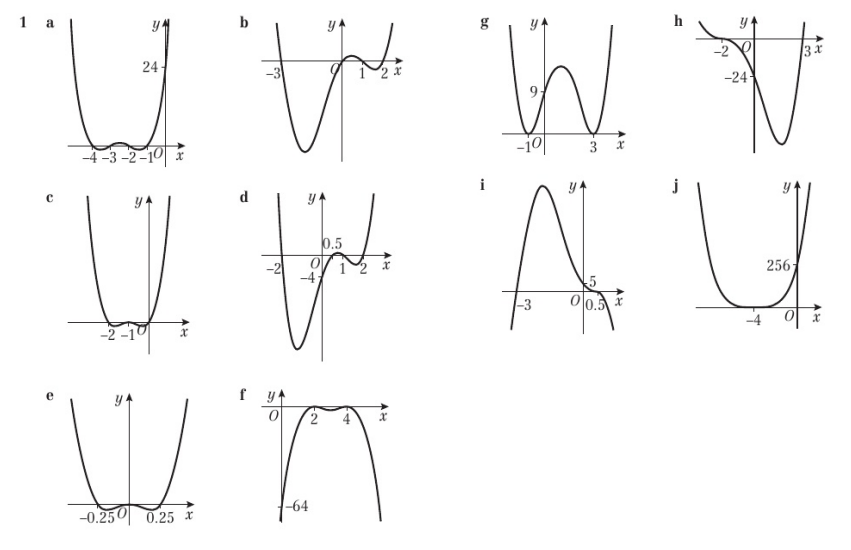 1 a
y
24
-4 -3 -2 -1 O x
b
y
-3 O 1 2 x
c
y
-2 -1 O x
d
y
0.5
-2 O 1 2 x
-4
e
y
-0.25 O 0.25 x
f
y
O 2 4 x
-64
g
y
9
-1 O 3 x
h
y
-2 O 3 x
-24
i
y
5
-3 O 0.5 x
j
y
256
-4 O x